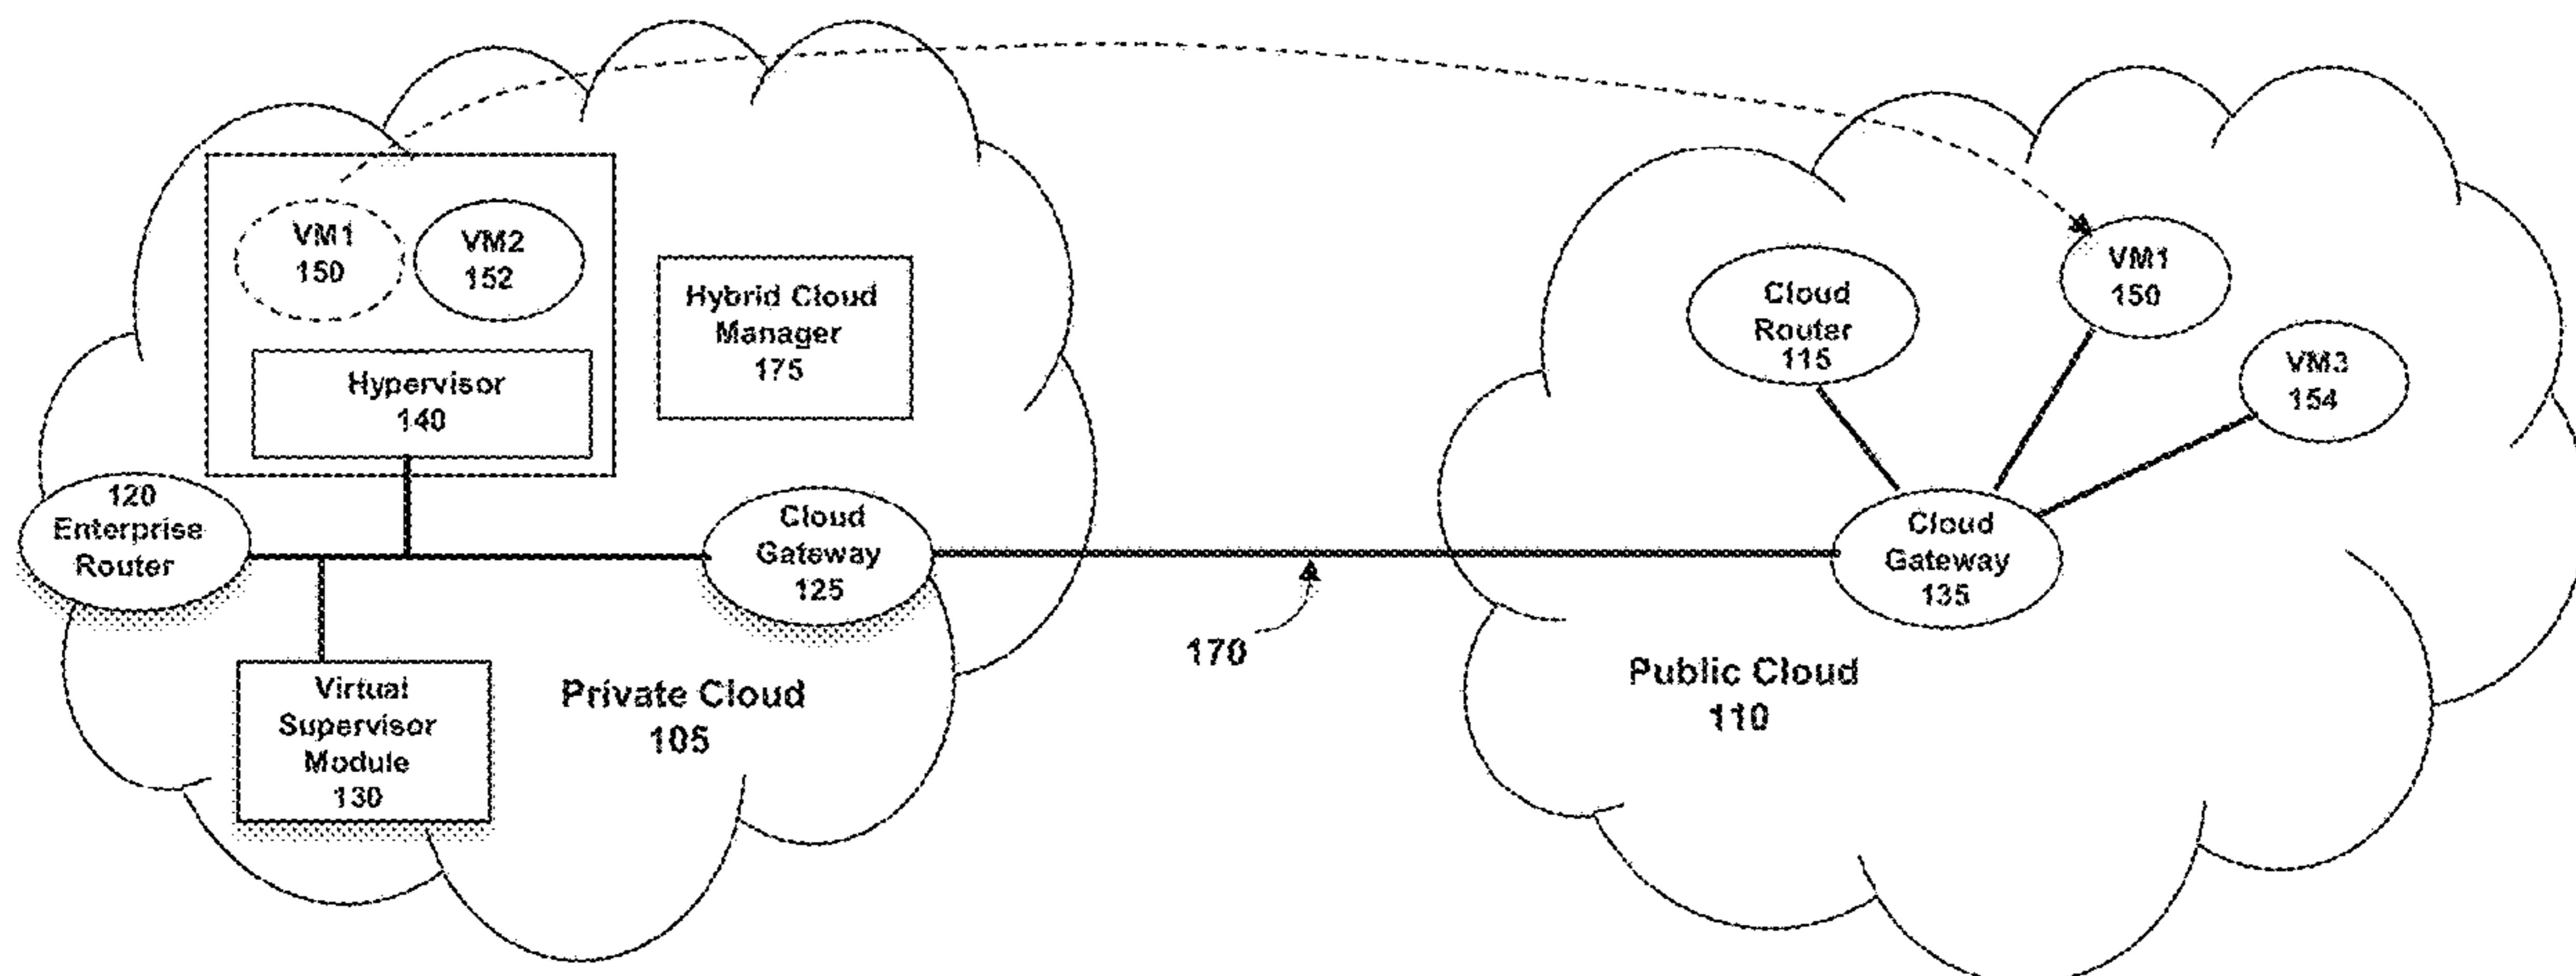 VM1
150
VM2
152
Hybrid Cloud
Manager
175
Hypervisor
140
120
Enterprise
Router
Cloud
Gateway
125
Virtual
Supervisor
Module
130
Private Cloud
105
170
Cloud
Router
115
VM1
150
VM3
154
Cloud
Gateway
135
Public Cloud
110